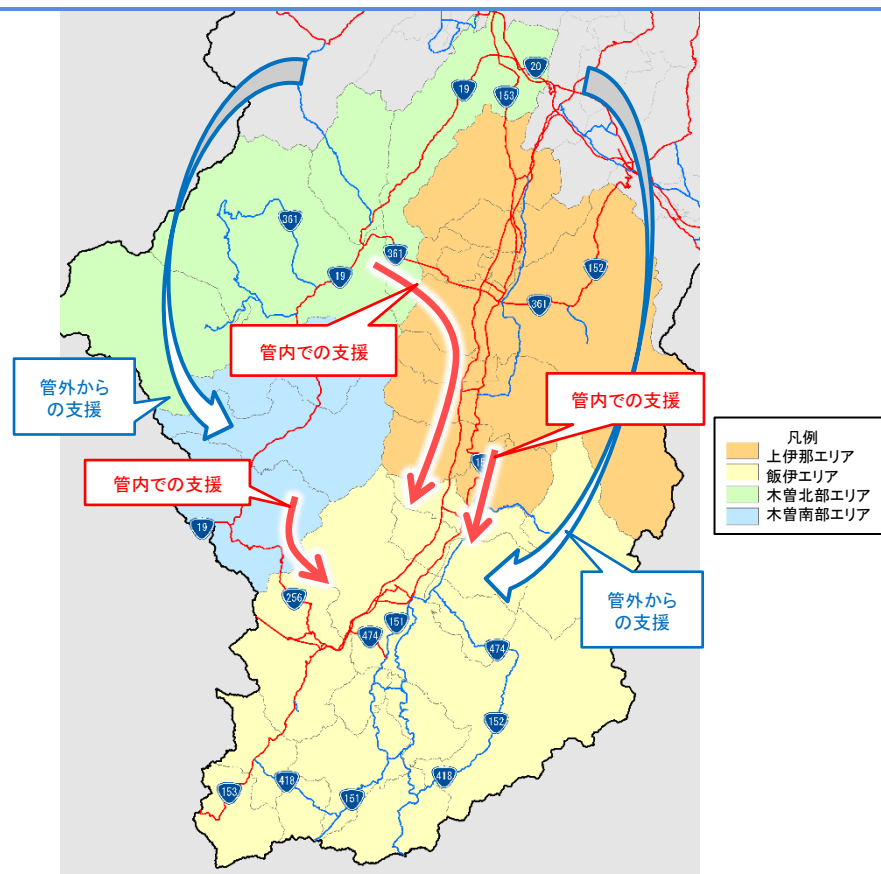 20
19
153
361
361
19
152
361
管内での支援
管外から
の支援
管内での支援
管内での支援
凡例
上伊那エリア
飯伊エリア
木曽北部エリア
木曽南部エリア
19
256
管外から
の支援
151
474
474
152
418
418
151
153